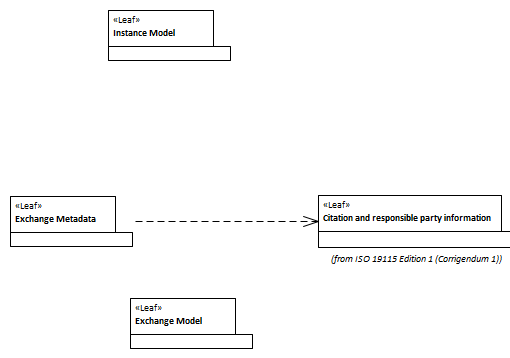 «Leaf»
Instance Model
«Leaf»
Exchange Metadata
«Leaf»
Citation and responsible party information
(from ISO 19115 Edition 1 (Corrigendum 1))
«Leaf»
Exchange Model